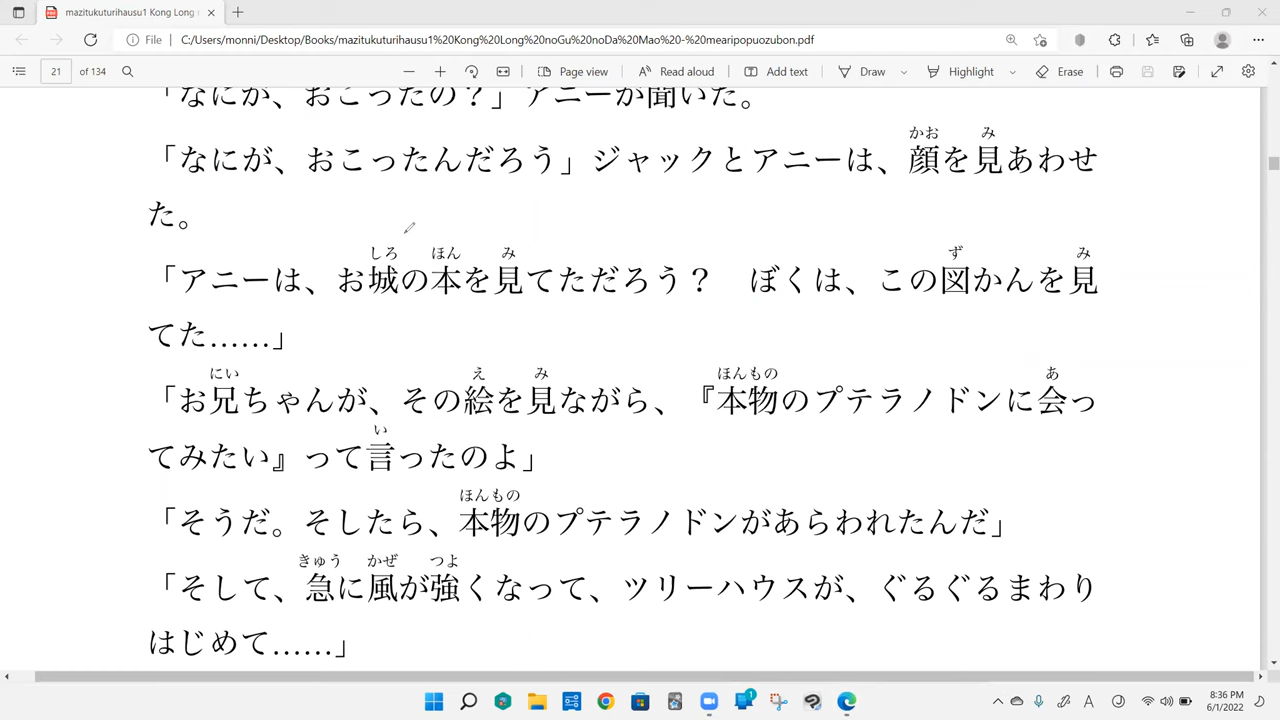 mazitukuturihausu1 Kong Long
File C:/Users/monni/Desktop/Books/mazitukuturihausu1%20Kong%20Long%20noGu%20noDa%20Mao%20-%20mearipopuozubon.pdf
21 of 134 Page view Read aloud Add text Draw Highlight Erase
「なにが、おこったの？」アニーが聞いた。
かお み
「なにが、おこったんだろう」ジャックとアニーは、顔を見あわせ
た。
しろ ほん み ず み
「アニーは、お城の本を見てただろう？　ぼくは、この図かんを見
てた……」
にい え み ほんもの あ
「お兄ちゃんが、その絵を見ながら、『本物のプテラノドンに会っ
い
てみたい』って言ったのよ」
ほんもの
「そうだ。そしたら、本物のプテラノドンがあらわれたんだ」
きゅう かぜ つよ
「そして、急に風が強くなって、ツリーハウスが、ぐるぐるまわり
はじめて……」
1 A 8:36 PM
6/1/2022